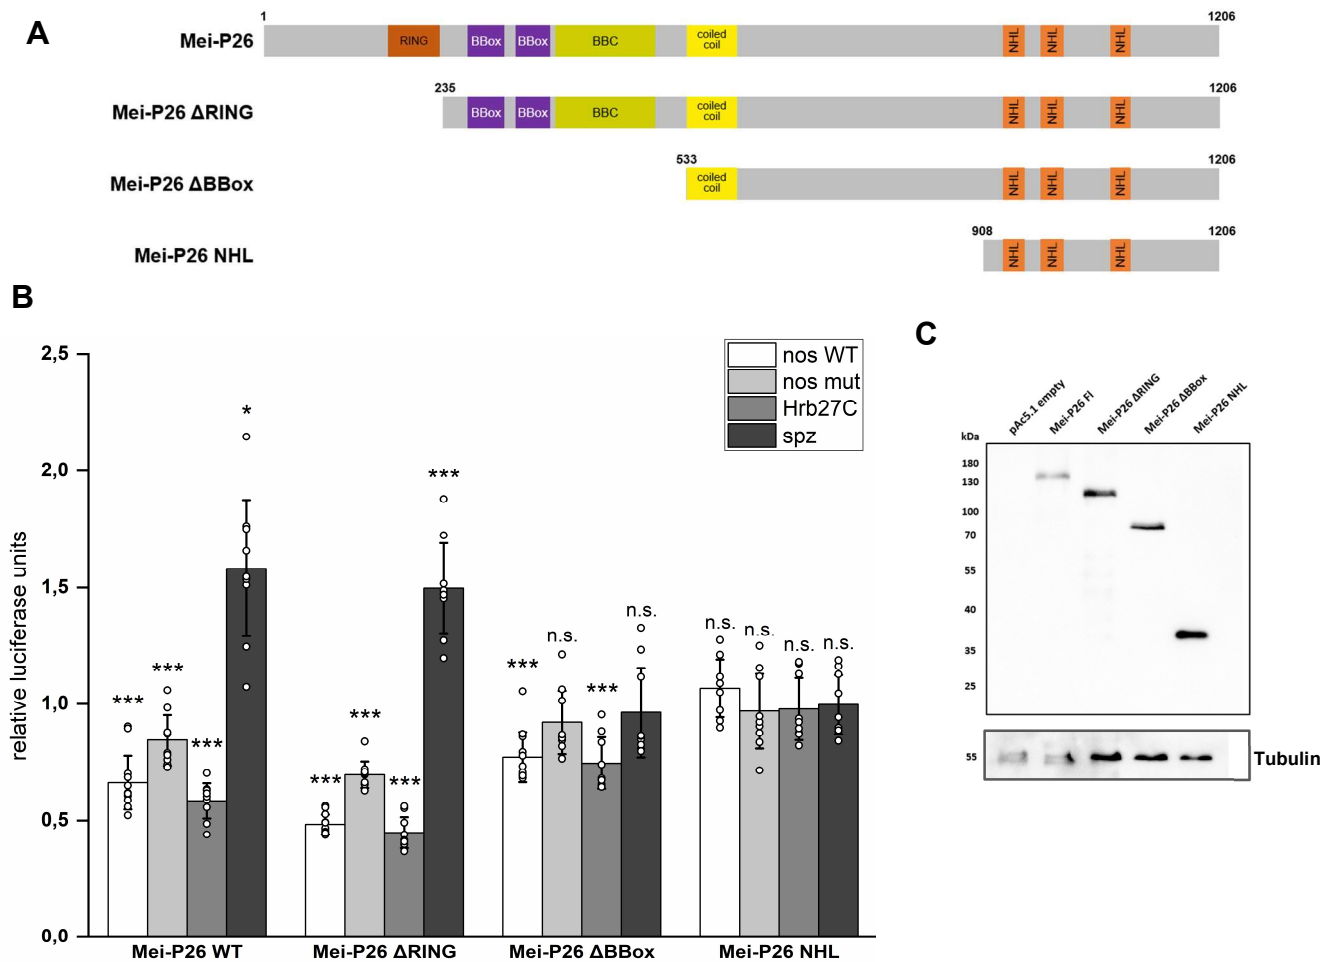 A
1
1206
Mei-P26
RING
BBox
BBox
BBC
coiled
coil
NHL
NHL
NHL
235
1206
Mei-P26 ΔRING
BBox
BBox
BBC
coiled
coil
NHL
NHL
NHL
533
1206
Mei-P26 ΔBBox
coiled
coil
NHL
NHL
NHL
908
1206
Mei-P26 NHL
NHL
NHL
NHL
B
relative luciferase units
2,5
2,0
1,5
1,0
0,5
0,0
nos WT
nos mut
Hrb27C
spz
***
***
***
*
***
***
***
***
***
n.s.
***
n.s.
n.s.
n.s.
n.s.
n.s.
Mei-P26 WT
Mei-P26 ΔRING
Mei-P26 ΔBBox
Mei-P26 NHL
C
pAc5.1 empty
Mei-P26 Fl
Mei-P26 ΔRING
Mei-P26 ΔBBox
Mei-P26 NHL
kDa
180
130
100
70
55
40
35
25
55
Tubulin